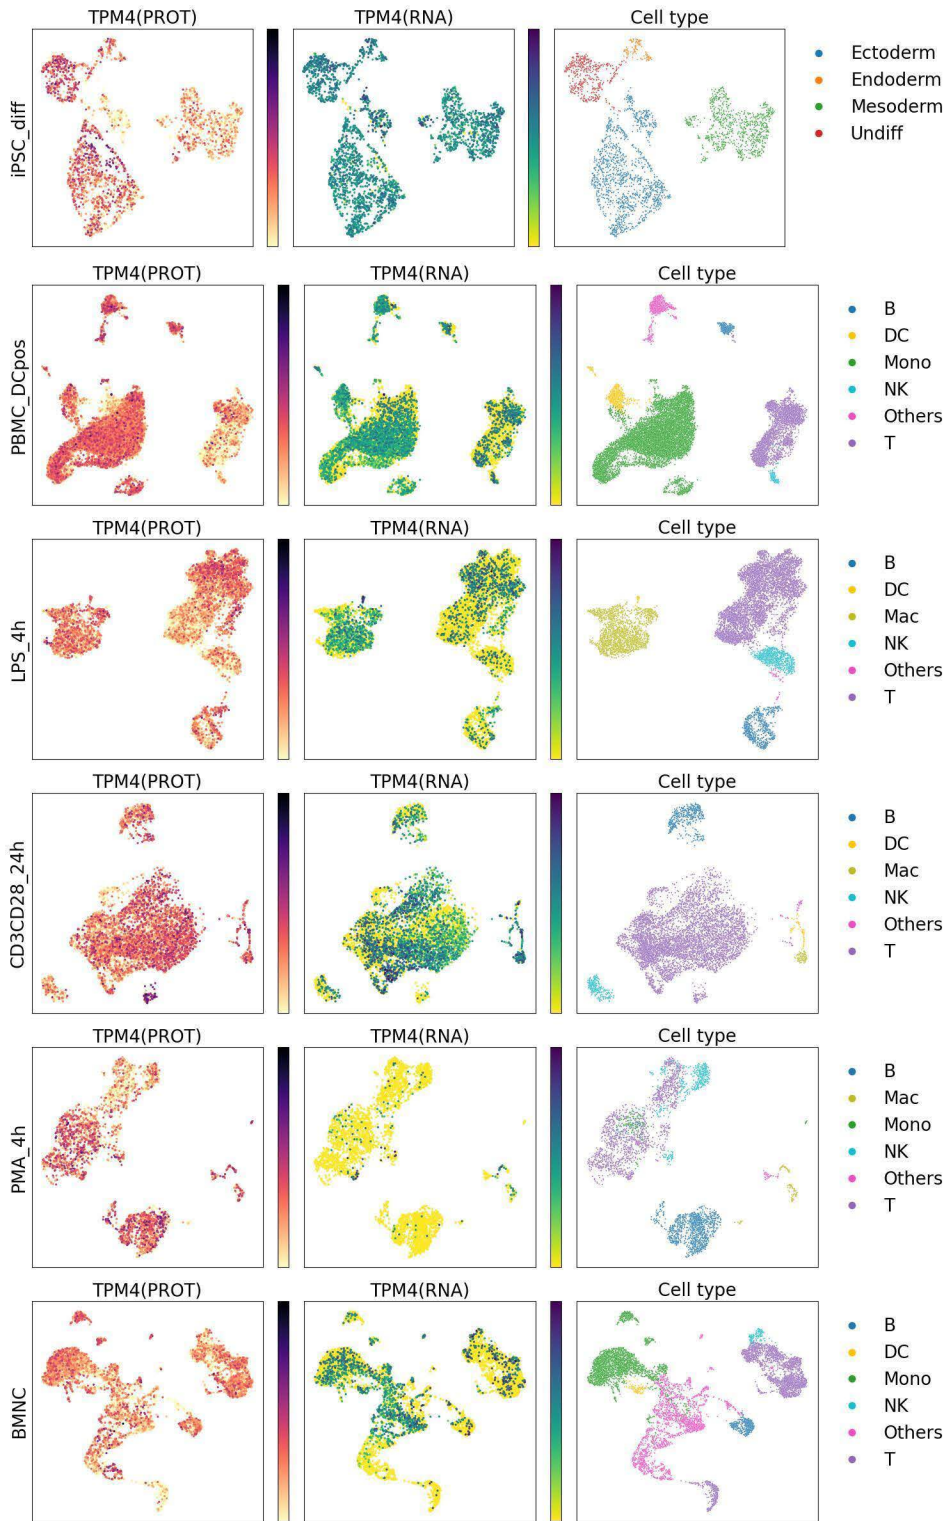 TPM4(PROT) TPM4(RNA) Cell type
iPSC_diff
Ectoderm
Endoderm
Mesoderm
Undiff
TPM4(PROT) TPM4(RNA) Cell type
PBMC_DCpos
B
DC
Mono
NK
Others
T
TPM4(PROT) TPM4(RNA) Cell type
LPS_4h
B
DC
Mac
NK
Others
T
TPM4(PROT) TPM4(RNA) Cell type
CD3CD28_24h
B
DC
Mac
NK
Others
T
TPM4(PROT) TPM4(RNA) Cell type
PMA_4h
B
Mac
Mono
NK
Others
T
TPM4(PROT) TPM4(RNA) Cell type
BMNC
B
DC
Mono
NK
Others
T